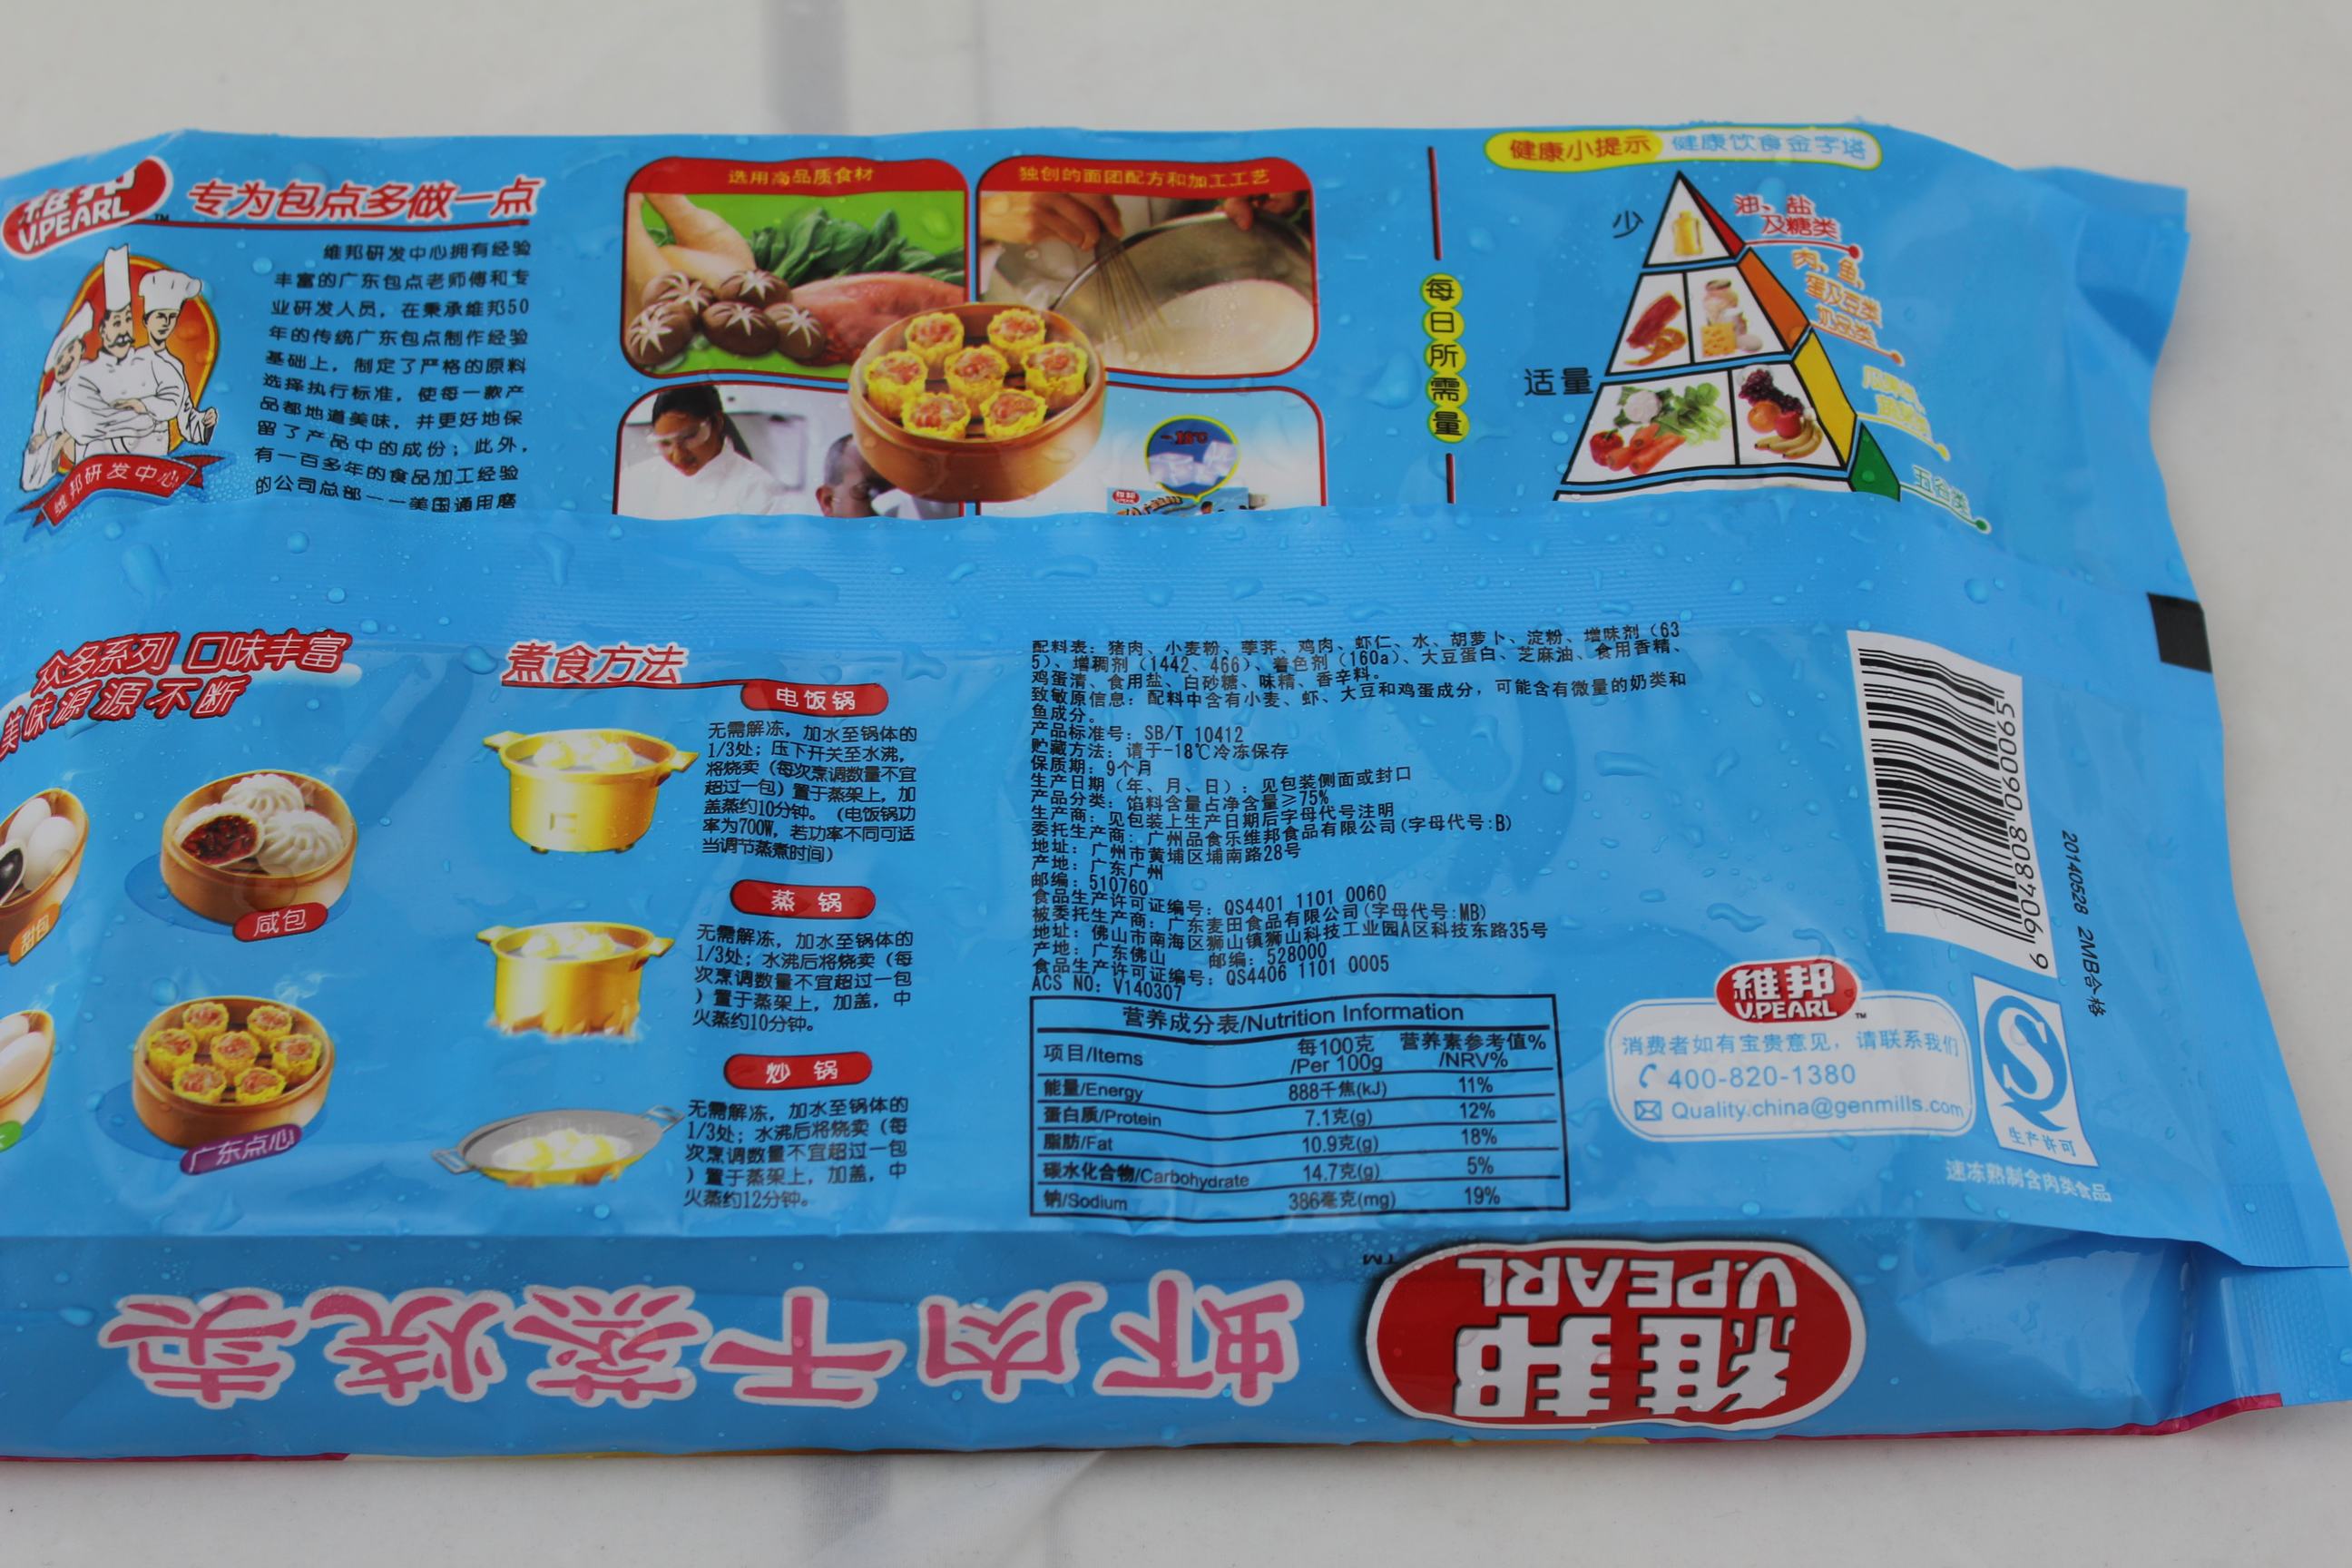 维邦
V.PEARL
TM
专为包点多做一点
维邦研发中心拥有经验
丰富的广东包点老师傅和专
业研发人员，在秉承维邦50
年的传统广东包点制作经验
基础上，制定了严格的原料
选择执行标准，使每一款产
品都地道美味，并更好地保
留了产品中的成份；此外，
有一百多年的食品加工经验
的公司总部——美国通用磨
维邦研发中心
选用高品质食材
独创的面团配方和加工工艺
-18℃
每日所需量
健康小提示 健康饮食金字塔
少
适量
油、盐
及糖类
肉、鱼,
蛋及豆类
奶品类
五谷类
众多系列 口味丰富
美味源源不断
甜包
咸包
广东点心
煮食方法
电饭锅
无需解冻，加水至锅体的
1/3处；压下开关至水沸，
将烧卖（每次烹调数量不宜
超过一包）置于蒸架上，加
盖蒸约10分钟。（电饭锅功
率为700W，若功率不同可适
当调节蒸煮时间）
蒸 锅
无需解冻，加水至锅体的
1/3处；水沸后将烧卖（每
次烹调数量不宜超过一包
）置于蒸架上，加盖，中
火蒸约10分钟。
炒 锅
无需解冻，加水至锅体的
1/3处；水沸后将烧卖（每
次烹调数量不宜超过一包
）置于蒸架上，加盖，中
火蒸约12分钟。
配料表：猪肉、小麦粉、荸荠、鸡肉、虾仁、水、胡萝卜、淀粉、增味剂（63
5）、增稠剂（1442、466）、着色剂（160a）、大豆蛋白、芝麻油、食用香精、
鸡蛋清、食用盐、白砂糖、味精、香辛料。
致敏原信息：配料中含有小麦、虾、大豆和鸡蛋成分，可能含有微量的奶类和
鱼成分。
产品标准号：SB/T 10412
贮藏方法：请于-18℃冷冻保存
保质期：9个月
生产日期（年、月、日）：见包装侧面或封口
产品分类：馅料含量占净含量≥75%
生产商：见包装上生产日期后字母代号注明
委托生产商：广州品食乐维邦食品有限公司(字母代号:B)
地址：广州市黄埔区埔南路28号
产地：广东广州
邮编：510760
食品生产许可证编号：QS4401 1101 0060
被委托生产商：广东麦田食品有限公司(字母代号:MB)
地址：佛山市南海区狮山镇狮山科技工业园A区科技东路35号
产地：广东佛山 邮编：528000
食品生产许可证编号：QS4406 1101 0005
ACS NO：V140307
营养成分表/Nutrition Information
项目/Items 每100克/Per 100g 营养素参考值%/NRV%
能量/Energy 888千焦(kJ) 11%
蛋白质/Protein 7.1克(g) 12%
脂肪/Fat 10.9克(g) 18%
碳水化合物/Carbohydrate 14.7克(g) 5%
钠/Sodium 386毫克(mg) 19%
6 904808 060065
20140528 2MB合格
维邦
V.PEARL
TM
消费者如有宝贵意见，请联系我们
400-820-1380
Quality.china@genmills.com
生产许可
速冻熟制含肉类食品
维邦
V.PEARL
TM
虾肉干蒸烧卖